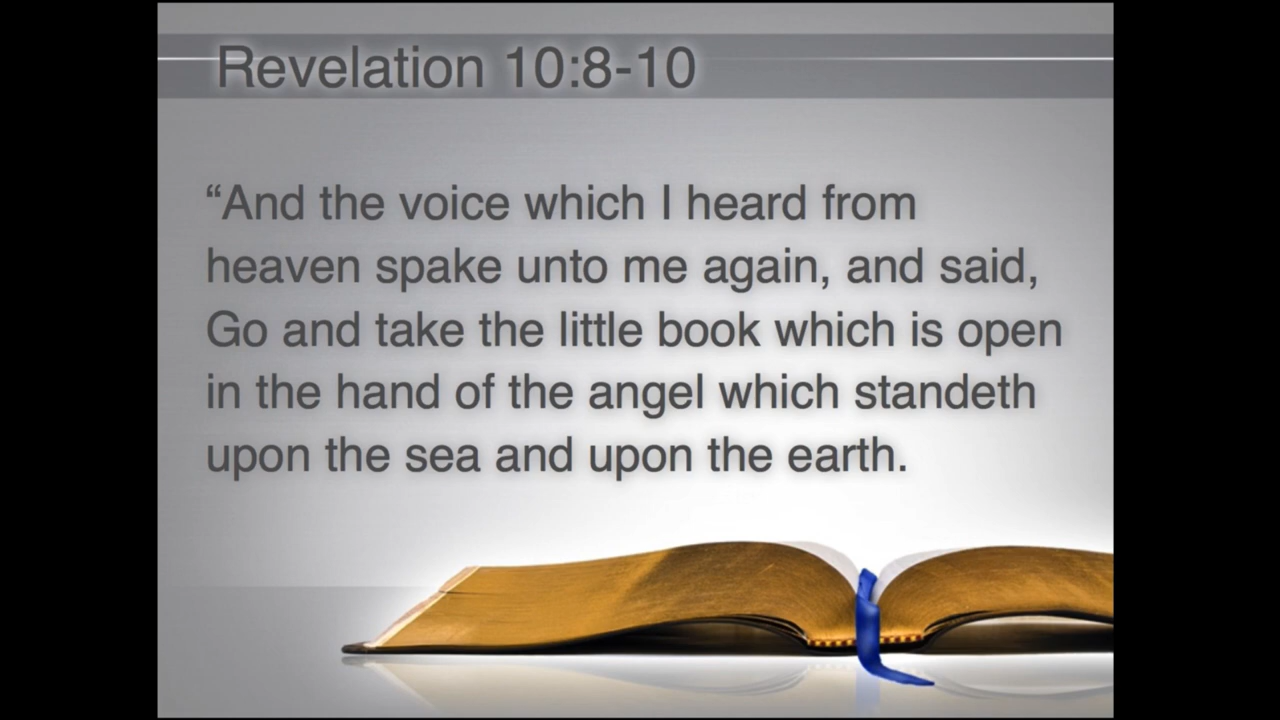 Revelation 10:8-10
“And the voice which I heard from
heaven spake unto me again, and said,
Go and take the little book which is open
in the hand of the angel which standeth
upon the sea and upon the earth.